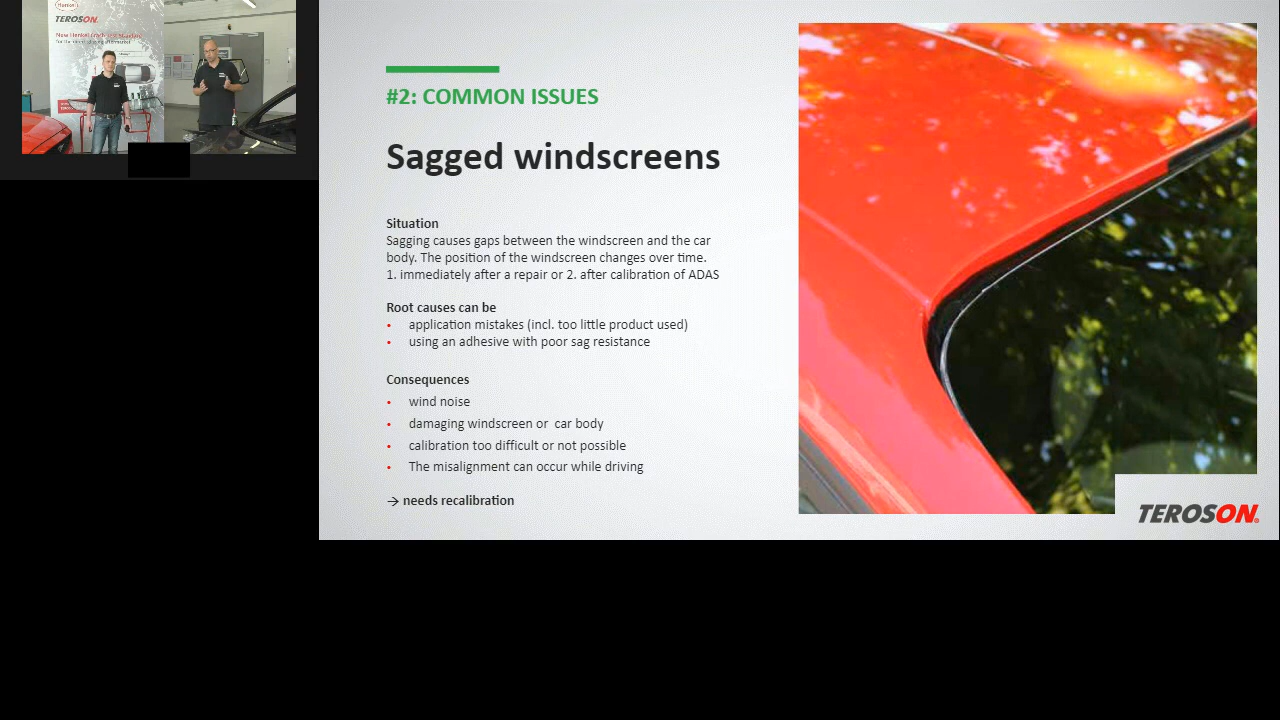 Henkel
TEROSON
#2: COMMON ISSUES
Sagged windscreens
Situation
Sagging causes gaps between the windscreen and the car
body. The position of the windscreen changes over time.
1. immediately after a repair or 2. after calibration of ADAS
Root causes can be
• application mistakes (incl. too little product used)
• using an adhesive with poor sag resistance
Consequences
• wind noise
• damaging windscreen or car body
• calibration too difficult or not possible
• The misalignment can occur while driving
→ needs recalibration
TEROSON®